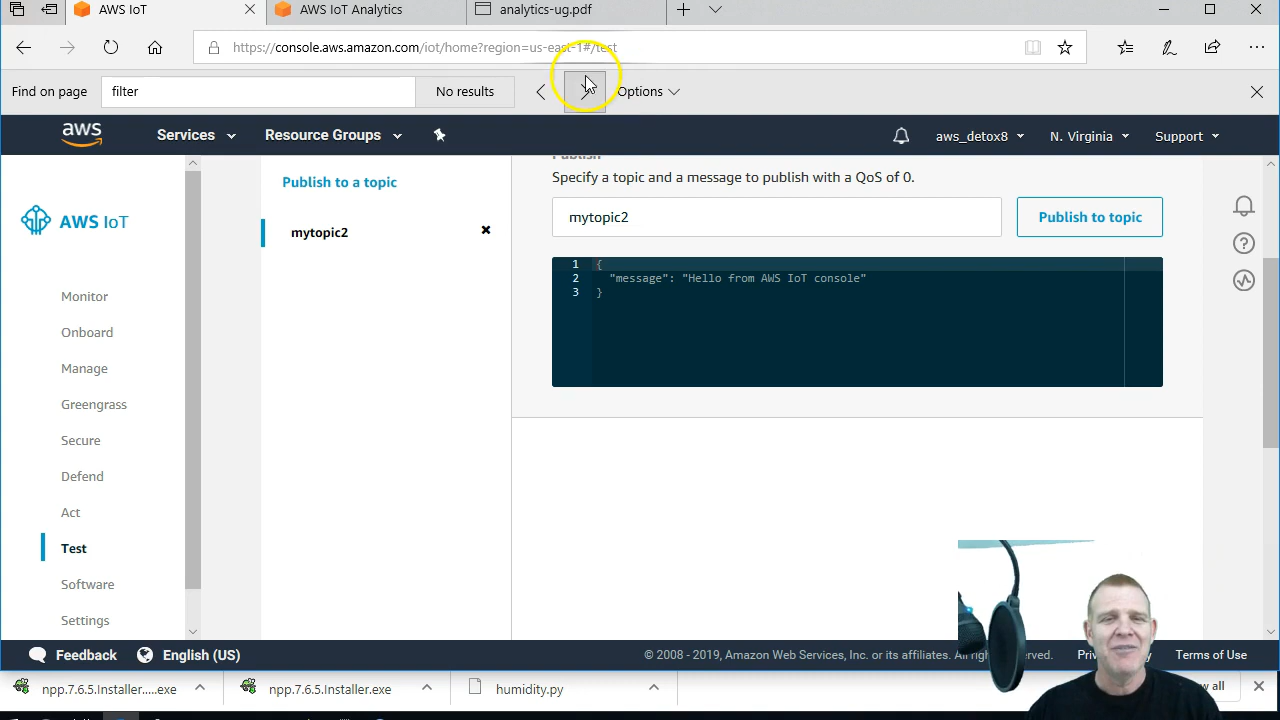 AWS IoT
AWS IoT Analytics
analytics-ug.pdf
https://console.aws.amazon.com/iot/home?region=us-east-1#/test
Find on page
filter
No results
Options
aws
Services
Resource Groups
aws_detox8
N. Virginia
Support
AWS IoT
Monitor
Onboard
Manage
Greengrass
Secure
Defend
Act
Test
Software
Settings
Publish to a topic
mytopic2
Publish
Specify a topic and a message to publish with a QoS of 0.
mytopic2
Publish to topic
1 {
2 "message": "Hello from AWS IoT console"
3 }
Feedback
English (US)
© 2008 - 2019, Amazon Web Services, Inc. or its affiliates. All rights reserved.
Terms of Use
npp.7.6.5.Installer.....exe
npp.7.6.5.Installer.exe
humidity.py
all